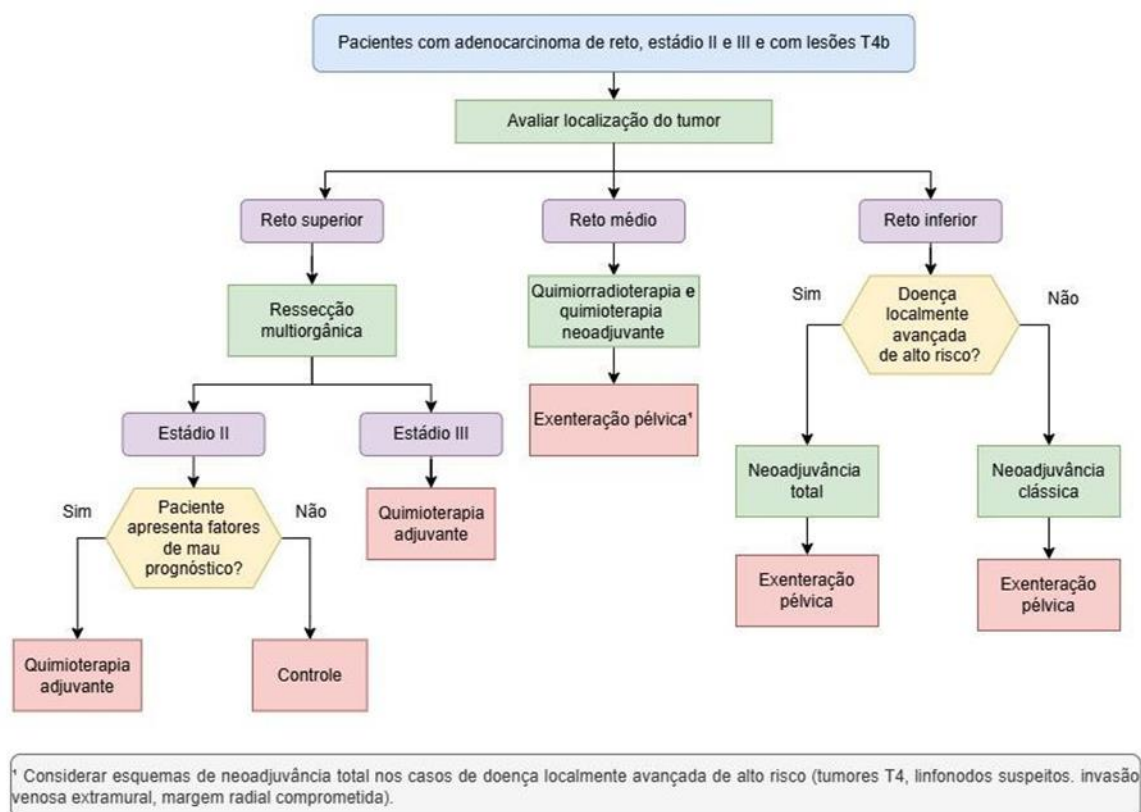 Pacientes com adenocarcinoma de reto, estádio II e III e com lesões T4b
Avaliar localização do tumor
Reto superior
Reto médio
Reto inferior
Ressecção
multiorgânica
Quimiorradioterapia e
quimioterapia
neoadjuvante
Sim
Doença
localmente
avançada
de alto risco?
Não
Exenteração pélvica¹
Estádio II
Estádio III
Neoadjuvância
total
Neoadjuvância
clássica
Sim
Paciente
apresenta fatores
de mau
prognóstico?
Não
Quimioterapia
adjuvante
Exenteração
pélvica
Exenteração
pélvica
Quimioterapia
adjuvante
Controle
¹ Considerar esquemas de neoadjuvância total nos casos de doença localmente avançada de alto risco (tumores T4, linfonodos suspeitos. invasão
venosa extramural, margem radial comprometida).